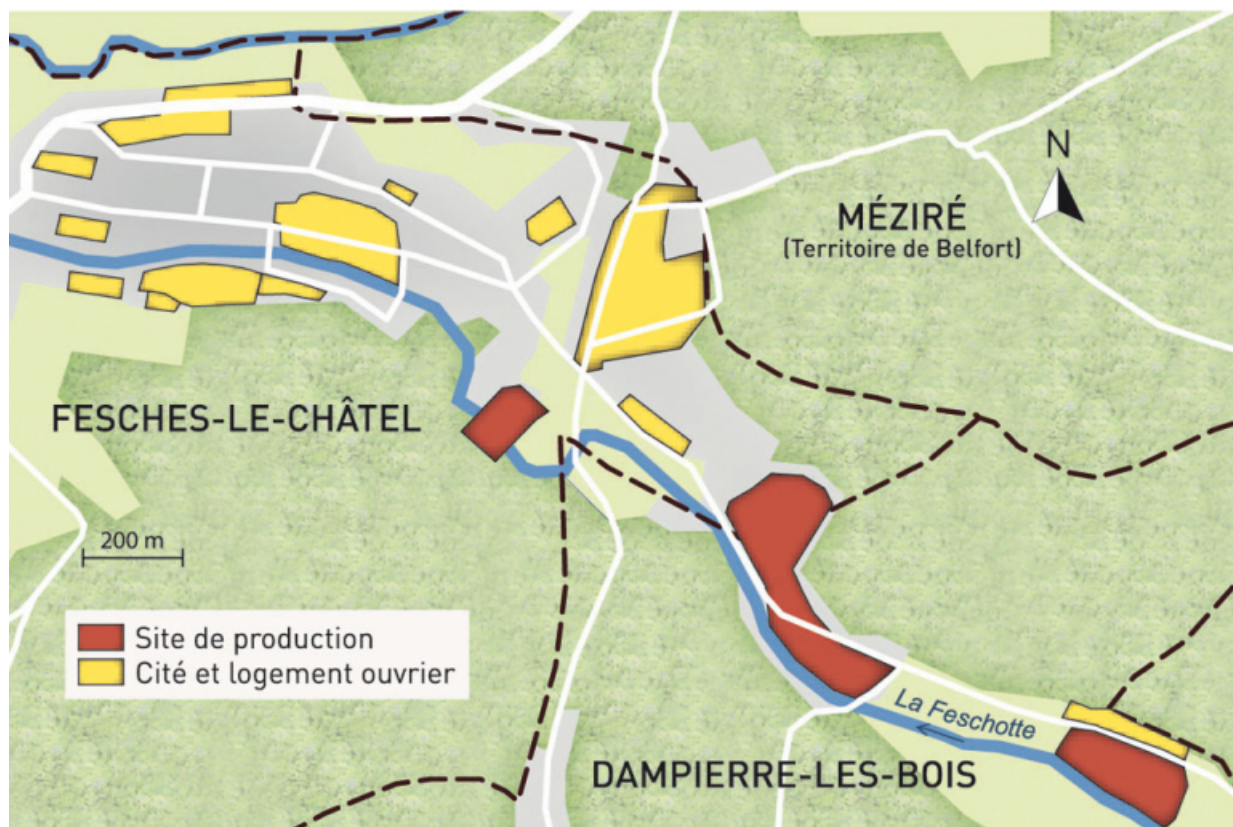 N
MÉZIRÉ
(Territoire de Belfort)
FESCHES-LE-CHÂTEL
200 m
Site de production
Cité et logement ouvrier
La Feschotte
DAMPIERRE-LES-BOIS